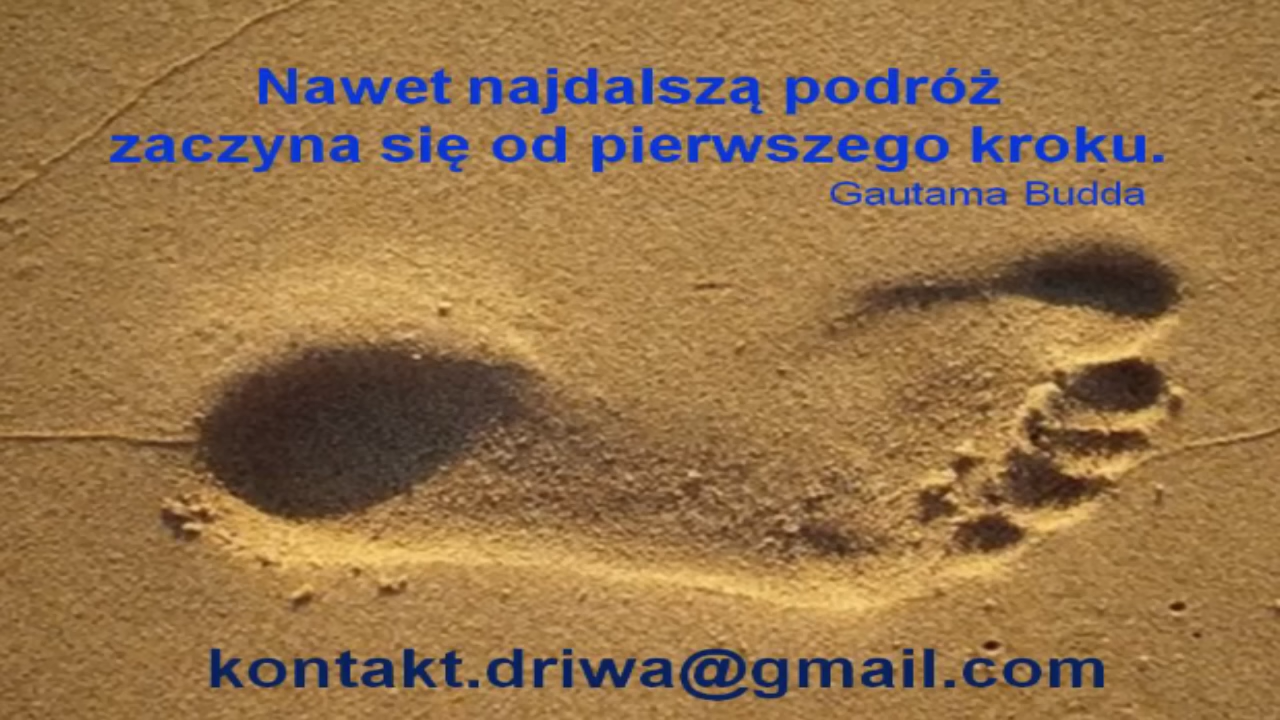 Nawet najdalszą podróż
zaczyna się od pierwszego kroku.
Gautama Budda
kontakt.driwa@gmail.com